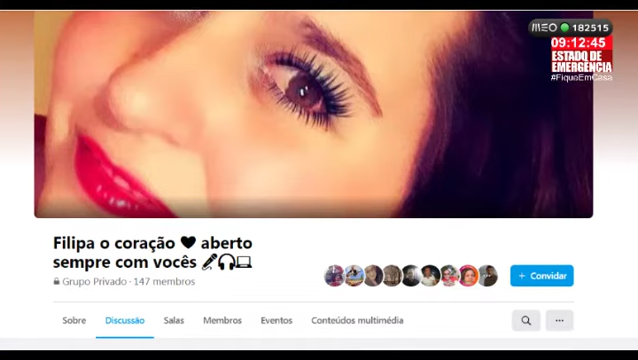 MEO 182515
09:12:45
ESTADO DE
EMERGÊNCIA
#FiqueEmCasa
Filipa o coração 🖤 aberto
sempre com vocês 🖊🎧💻
Grupo Privado · 147 membros
+ Convidar
Sobre Discussão Salas Membros Eventos Conteúdos multimédia